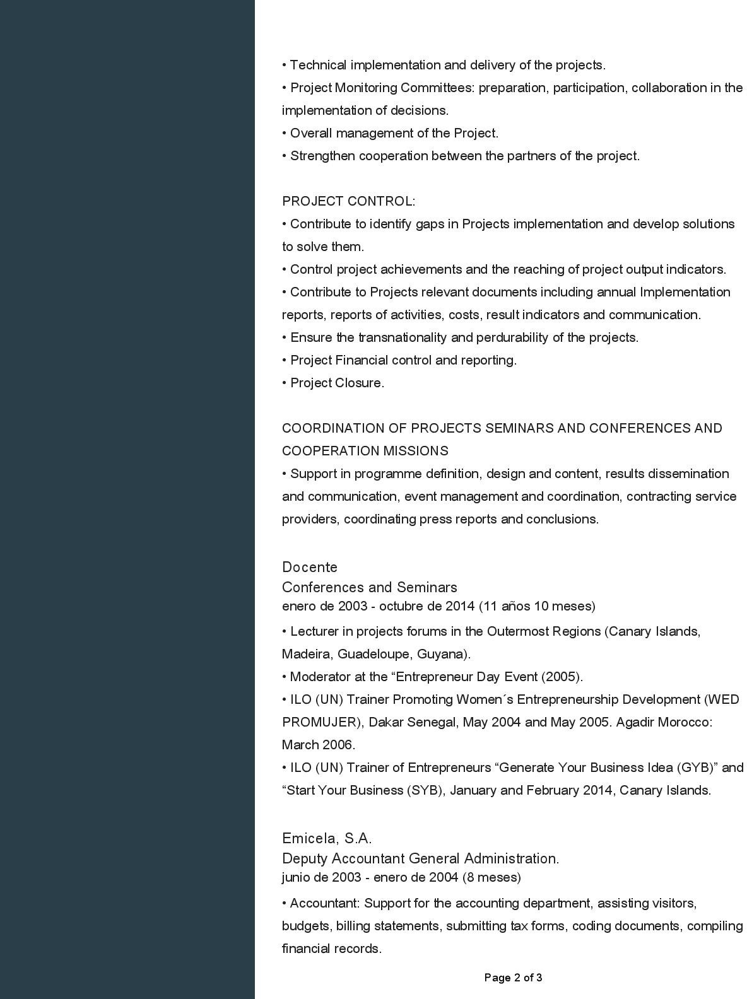 • Technical implementation and delivery of the projects.
• Project Monitoring Committees: preparation, participation, collaboration in the
implementation of decisions.
• Overall management of the Project.
• Strengthen cooperation between the partners of the project.
PROJECT CONTROL:
• Contribute to identify gaps in Projects implementation and develop solutions
to solve them.
• Control project achievements and the reaching of project output indicators.
• Contribute to Projects relevant documents including annual Implementation
reports, reports of activities, costs, result indicators and communication.
• Ensure the transnationality and perdurability of the projects.
• Project Financial control and reporting.
• Project Closure.
COORDINATION OF PROJECTS SEMINARS AND CONFERENCES AND
COOPERATION MISSIONS
• Support in programme definition, design and content, results dissemination
and communication, event management and coordination, contracting service
providers, coordinating press reports and conclusions.
Docente
Conferences and Seminars
enero de 2003 - octubre de 2014 (11 años 10 meses)
• Lecturer in projects forums in the Outermost Regions (Canary Islands,
Madeira, Guadeloupe, Guyana).
• Moderator at the “Entrepreneur Day Event (2005).
• ILO (UN) Trainer Promoting Women´s Entrepreneurship Development (WED
PROMUJER), Dakar Senegal, May 2004 and May 2005. Agadir Morocco:
March 2006.
• ILO (UN) Trainer of Entrepreneurs “Generate Your Business Idea (GYB)” and
“Start Your Business (SYB), January and February 2014, Canary Islands.
Emicela, S.A.
Deputy Accountant General Administration.
junio de 2003 - enero de 2004 (8 meses)
• Accountant: Support for the accounting department, assisting visitors,
budgets, billing statements, submitting tax forms, coding documents, compiling
financial records.
Page 2 of 3